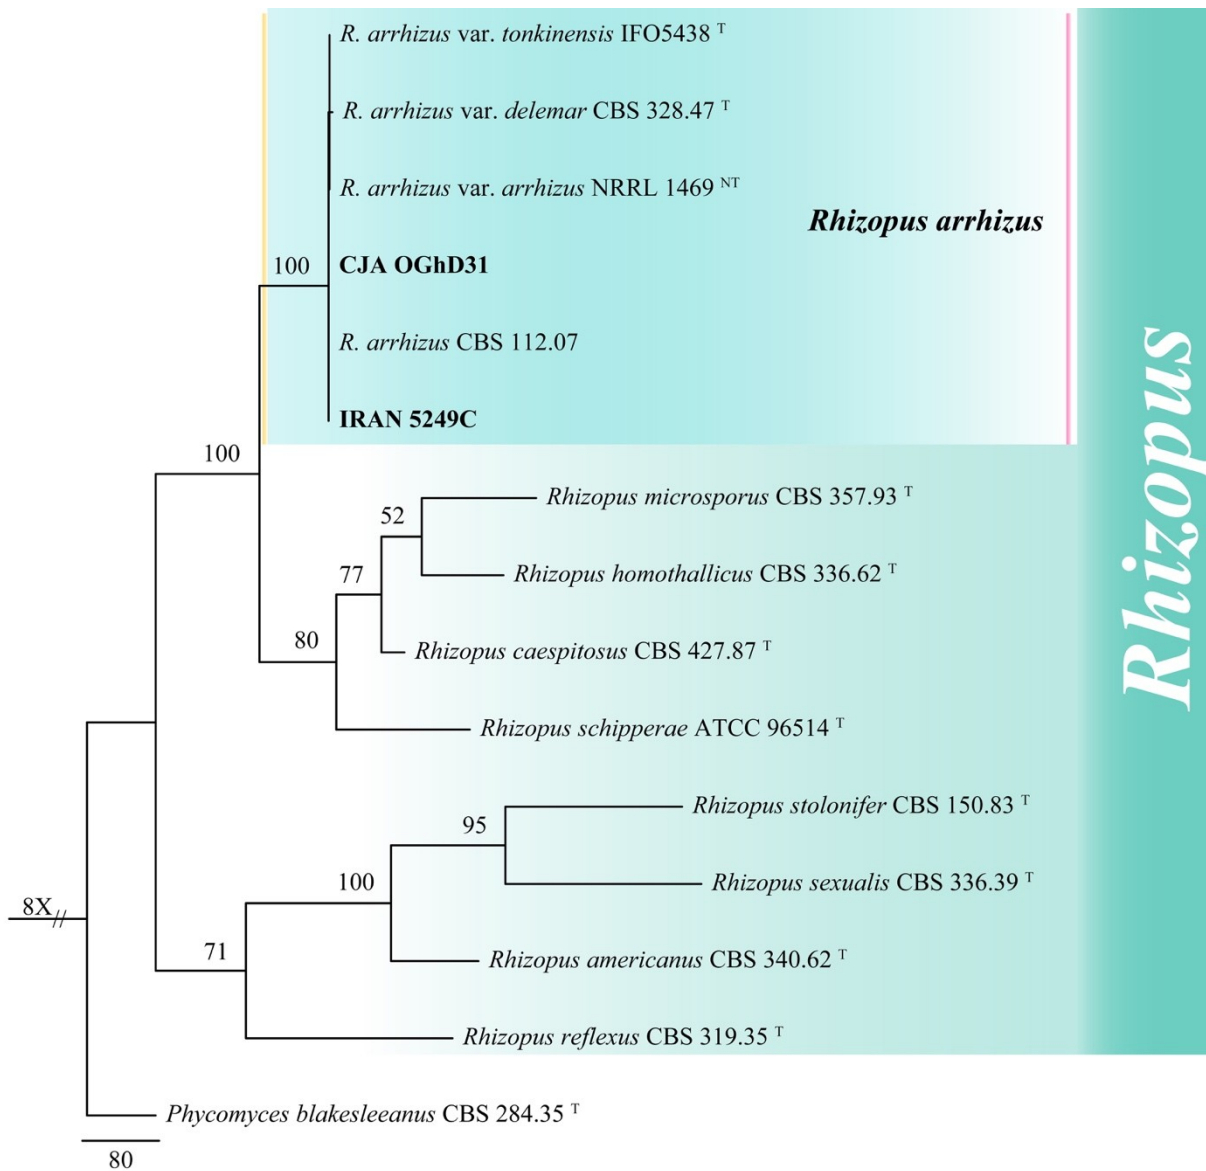 R. arrhizus var. tonkinensis IFO5438 T
R. arrhizus var. delemar CBS 328.47 T
R. arrhizus var. arrhizus NRRL 1469 NT
Rhizopus arrhizus
CJA OGhD31
100
R. arrhizus CBS 112.07
IRAN 5249C
Rhizopus
100
Rhizopus microsporus CBS 357.93 T
52
Rhizopus homothallicus CBS 336.62 T
77
80
Rhizopus caespitosus CBS 427.87 T
Rhizopus schipperae ATCC 96514 T
Rhizopus stolonifer CBS 150.83 T
95
Rhizopus sexualis CBS 336.39 T
100
8X
71
Rhizopus americanus CBS 340.62 T
Rhizopus reflexus CBS 319.35 T
Phycomyces blakesleeanus CBS 284.35 T
80